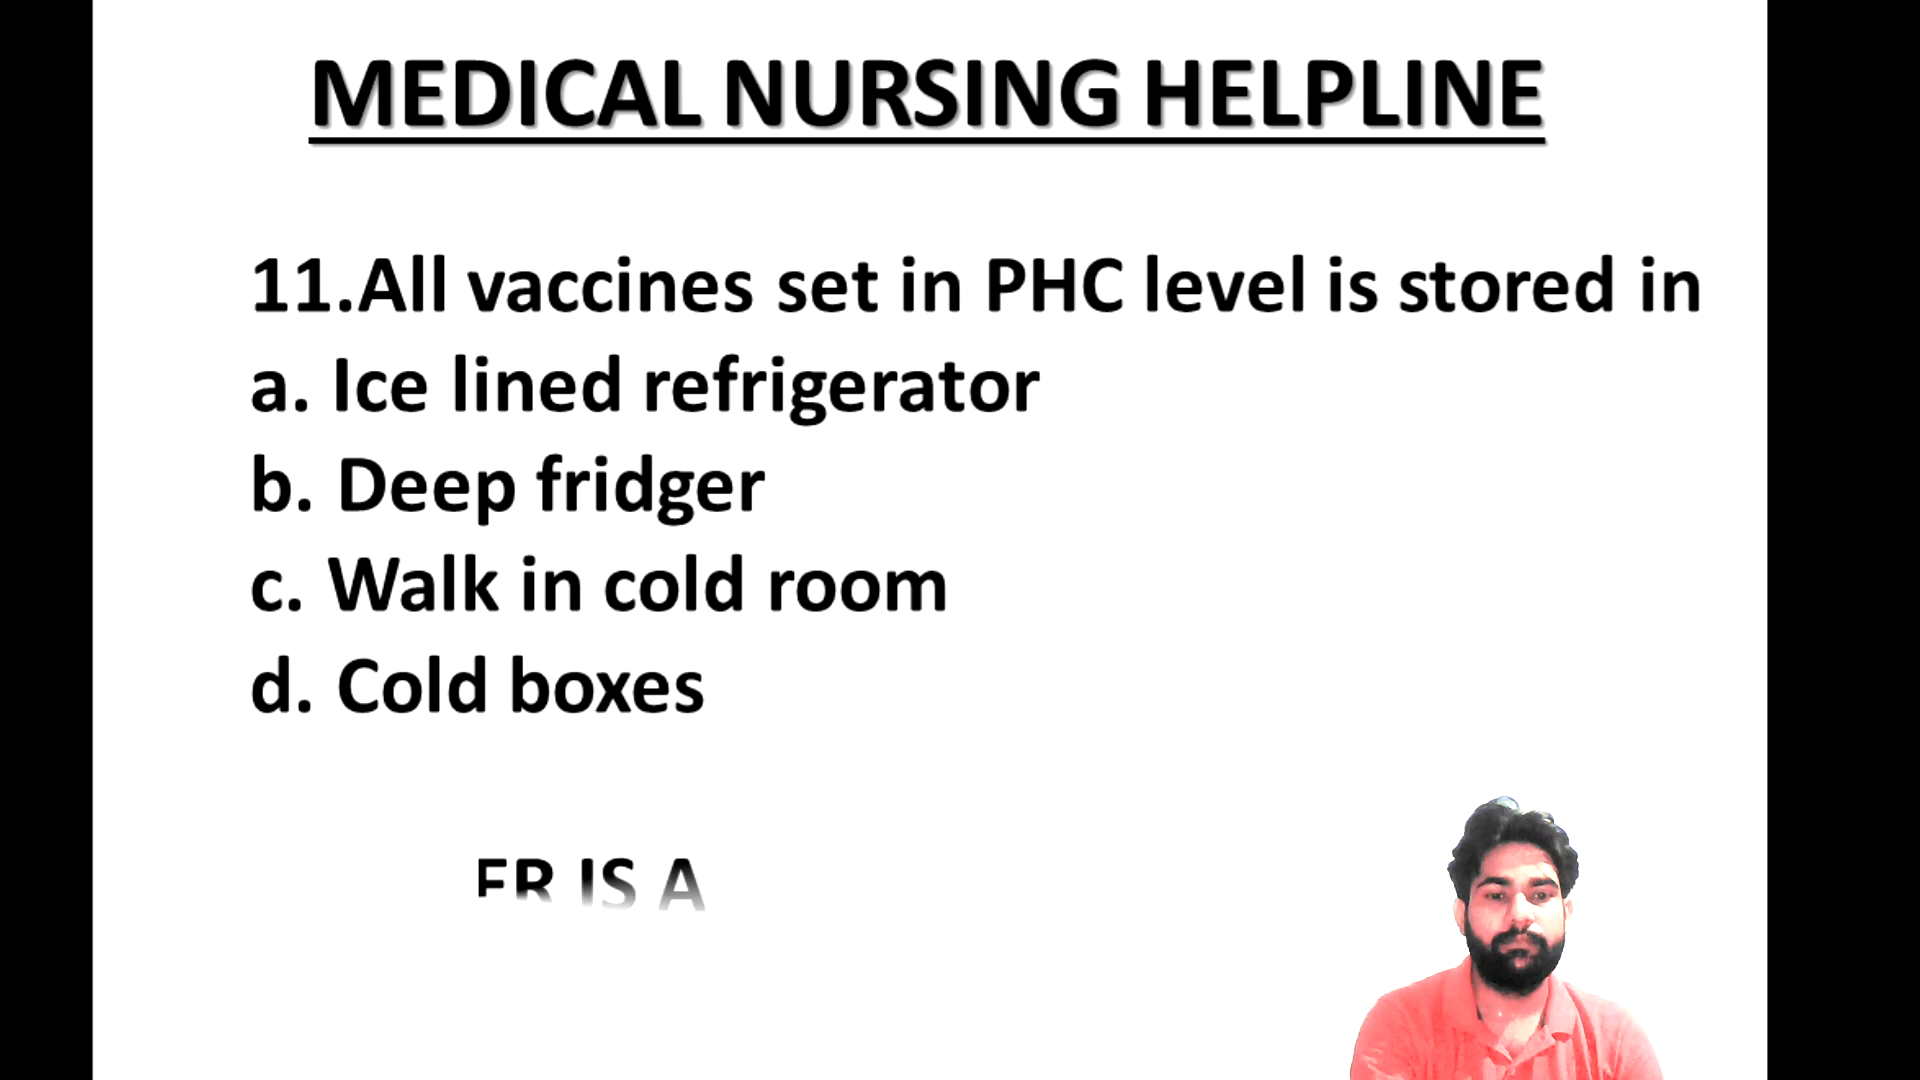 MEDICAL NURSING HELPLINE
11.All vaccines set in PHC level is stored in
a. Ice lined refrigerator
b. Deep fridger
c. Walk in cold room
d. Cold boxes
ER IS A